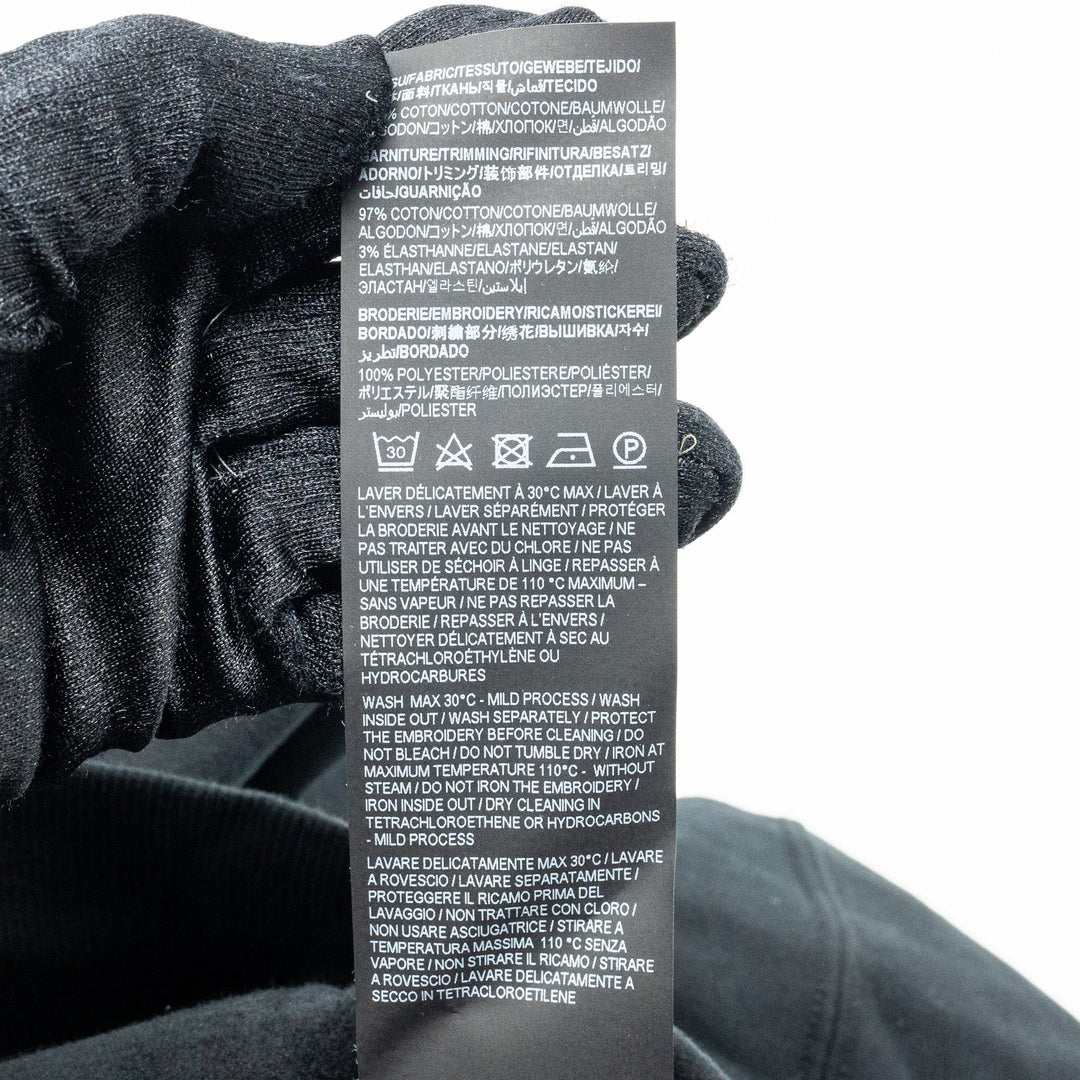 SU/FABRIC/TESSUTO/GEWEBE/TEJIDO/
/面料/ТКАНЬ/직물/قماش/TECIDO
% COTON/COTTON/COTONE/BAUMWOLLE/
ALGODON/コットン/棉/ХЛОПОК/면/قطن/ALGODÃO
GARNITURE/TRIMMING/RIFINITURA/BESATZ/
ADORNO/トリミング/装饰部件/ОТДЕЛКА/트리밍/
حافات/GUARNIÇÃO
97% COTON/COTTON/COTONE/BAUMWOLLE/
ALGODON/コットン/棉/ХЛОПОК/면/قطن/ALGODÃO
3% ÉLASTHANNE/ELASTANE/ELASTAN/
ELASTHAN/ELASTANO/ポリウレタン/氨纶/
ЭЛАСТАН/엘라스틴/إيلاستين
BRODERIE/EMBROIDERY/RICAMO/STICKEREI/
BORDADO/刺繍部分/绣花/ВЫШИВКА/자수/
تطريز/BORDADO
100% POLYESTER/POLIESTERE/POLIÉSTER/
ポリエステル/聚酯纤维/ПОЛИЭСТЕР/폴리에스터/
بوليستر/POLIESTER
30 P
LAVER DÉLICATEMENT À 30°C MAX / LAVER À
L'ENVERS / LAVER SÉPARÉMENT / PROTÉGER
LA BRODERIE AVANT LE NETTOYAGE / NE
PAS TRAITER AVEC DU CHLORE / NE PAS
UTILISER DE SÉCHOIR À LINGE / REPASSER À
UNE TEMPÉRATURE DE 110 °C MAXIMUM –
SANS VAPEUR / NE PAS REPASSER LA
BRODERIE / REPASSER À L'ENVERS /
NETTOYER DÉLICATEMENT À SEC AU
TÉTRACHLOROÉTHYLÈNE OU
HYDROCARBURES
WASH MAX 30°C - MILD PROCESS / WASH
INSIDE OUT / WASH SEPARATELY / PROTECT
THE EMBROIDERY BEFORE CLEANING / DO
NOT BLEACH / DO NOT TUMBLE DRY / IRON AT
MAXIMUM TEMPERATURE 110°C - WITHOUT
STEAM / DO NOT IRON THE EMBROIDERY /
IRON INSIDE OUT / DRY CLEANING IN
TETRACHLOROETHENE OR HYDROCARBONS
- MILD PROCESS
LAVARE DELICATAMENTE MAX 30°C / LAVARE
A ROVESCIO / LAVARE SEPARATAMENTE /
PROTEGGERE IL RICAMO PRIMA DEL
LAVAGGIO / NON TRATTARE CON CLORO /
NON USARE ASCIUGATRICE / STIRARE A
TEMPERATURA MASSIMA 110 °C SENZA
VAPORE / NON STIRARE IL RICAMO / STIRARE
A ROVESCIO / LAVARE DELICATAMENTE A
SECCO IN TETRACLOROETILENE